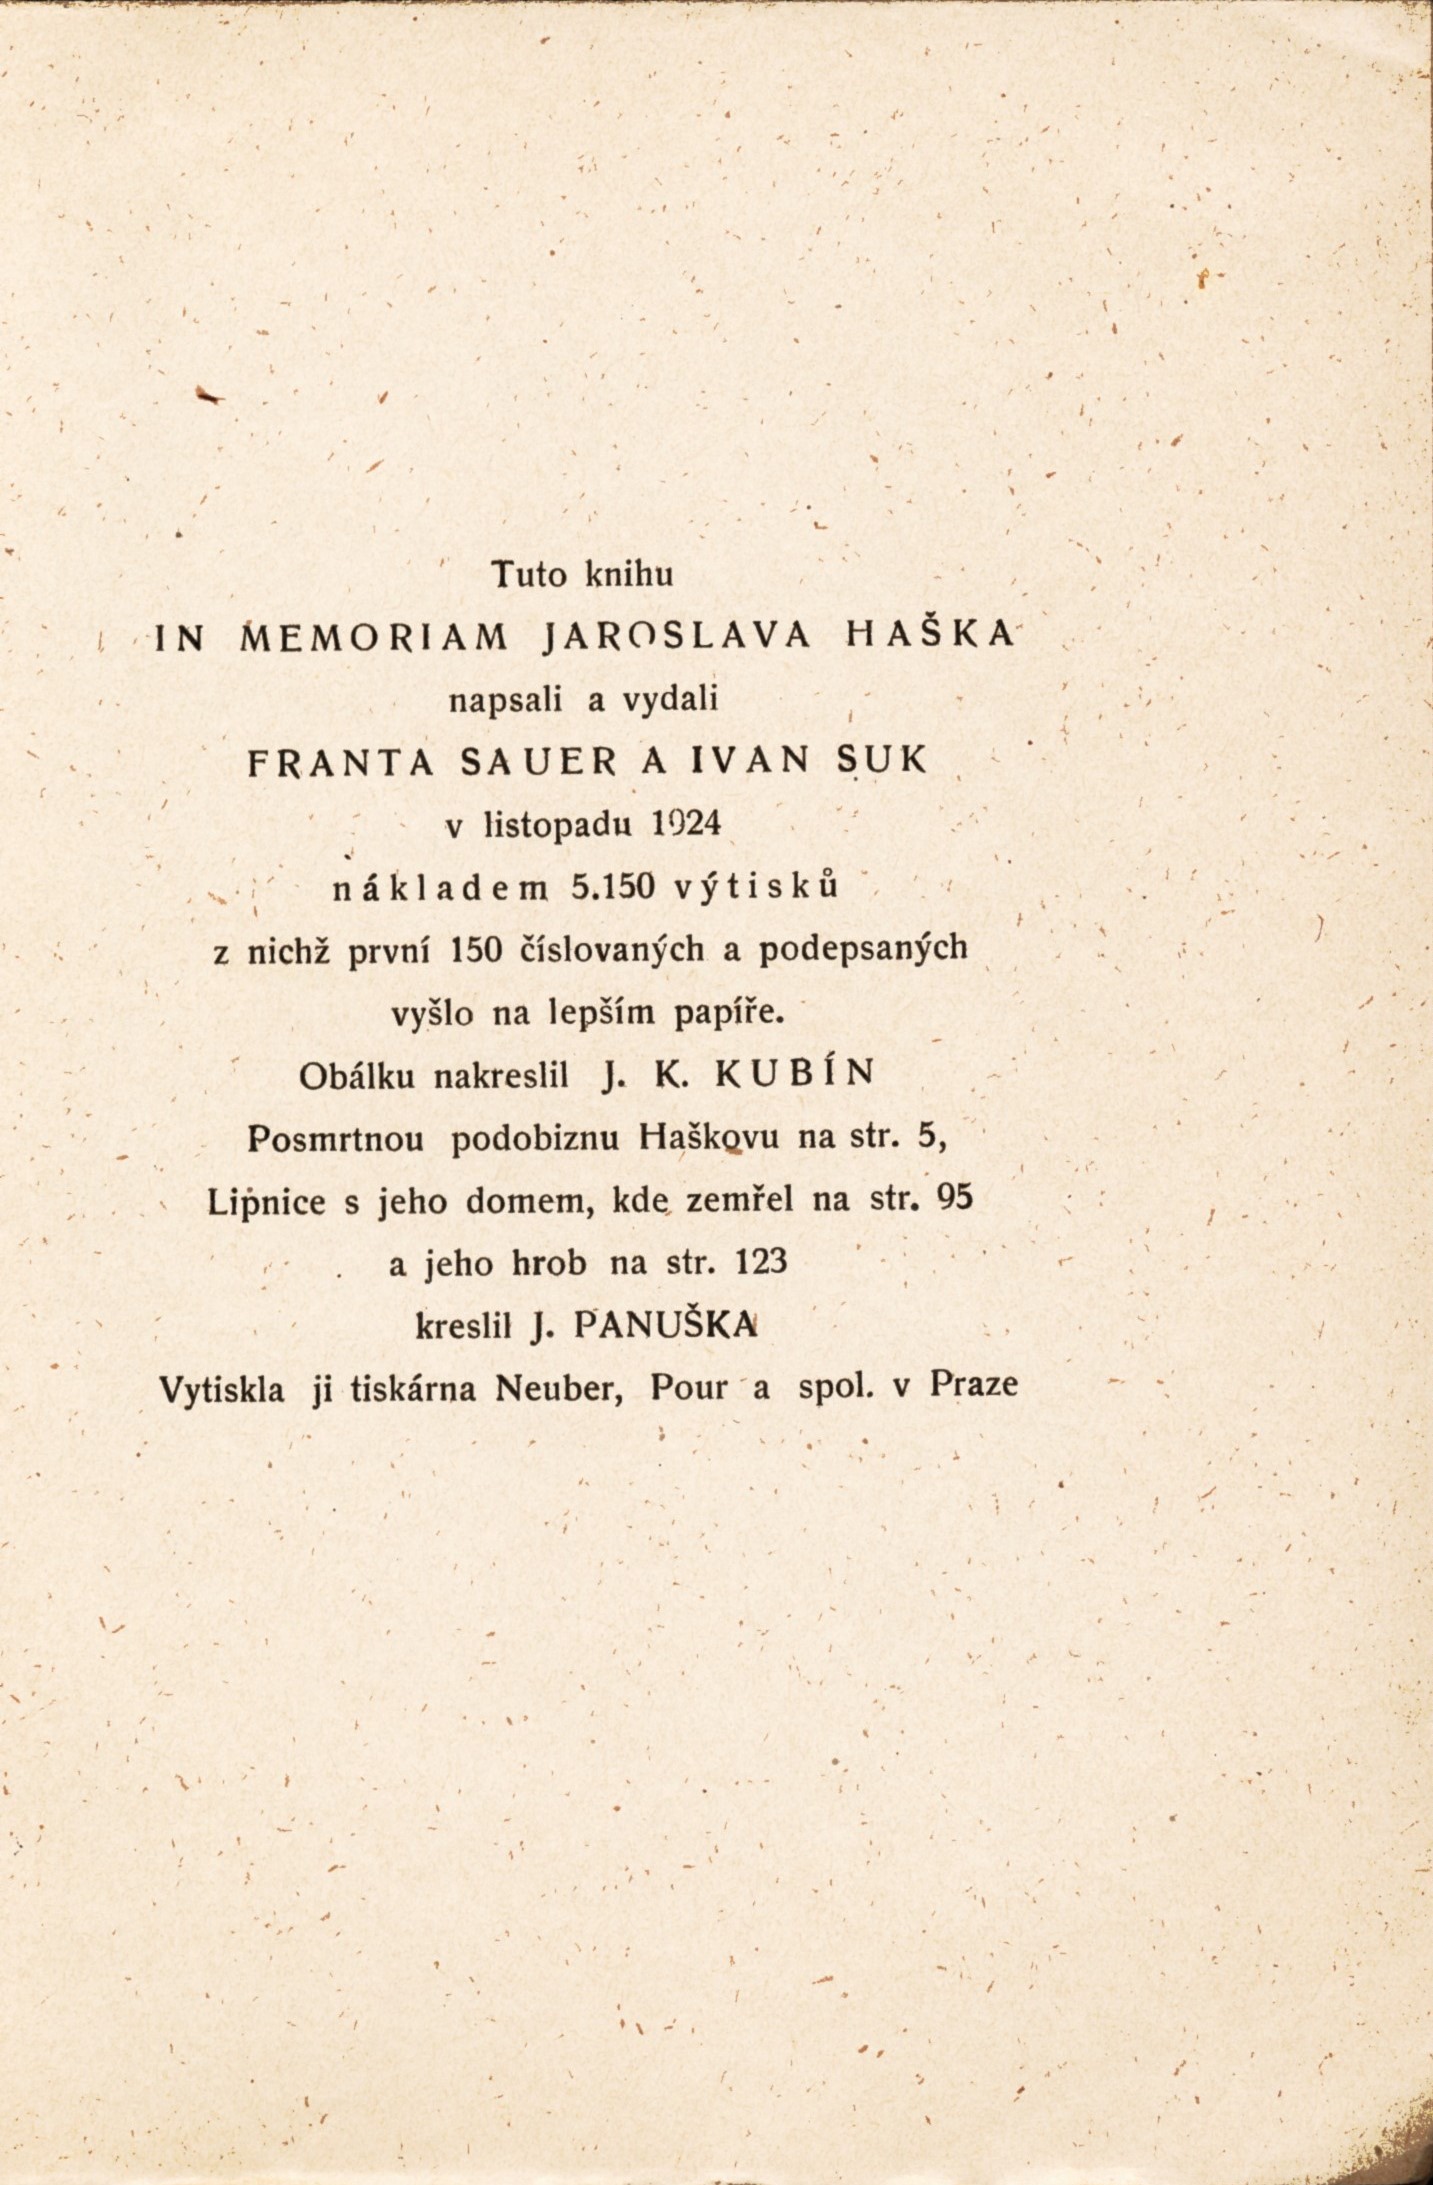 Tuto knihu
IN MEMORIAM JAROSLAVA HAŠKA
napsali a vydali
FRANTA SAUER A IVAN SUK
v listopadu 1924
nákladem 5.150 výtisků
z nichž první 150 číslovaných a podepsaných
vyšlo na lepším papíře.
Obálku nakreslil J. K. KUBÍN
Posmrtnou podobiznu Haškovu na str. 5,
Lipnice s jeho domem, kde zemřel na str. 95
a jeho hrob na str. 123
kreslil J. PANUŠKA
Vytiskla ji tiskárna Neuber, Pour a spol. v Praze